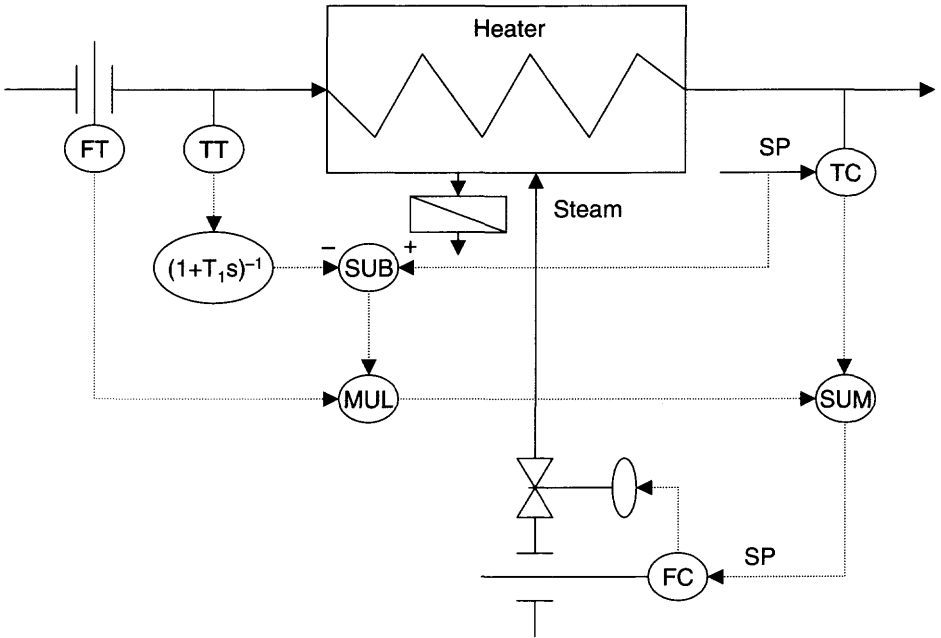 Heater
FT
TT
SP
TC
Steam
(1+T₁s)⁻¹
−
SUB
+
MUL
SUM
SP
FC